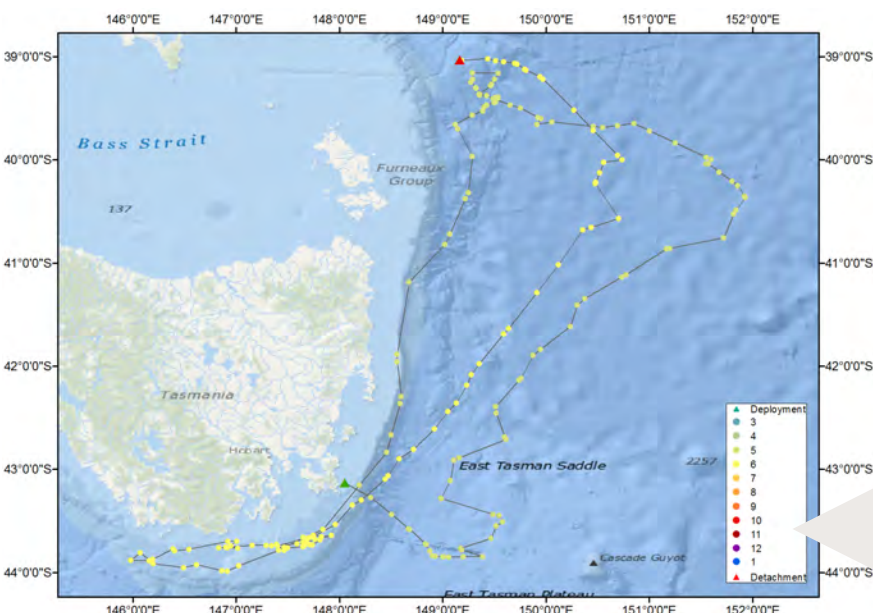 146°0'0"E 147°0'0"E 148°0'0"E 149°0'0"E 150°0'0"E 151°0'0"E 152°0'0"E
39°0'0"S 39°0'0"S
Bass Strait
40°0'0"S 40°0'0"S
Furneaux
Group
137
41°0'0"S 41°0'0"S
42°0'0"S 42°0'0"S
Tasmania
Hobart
43°0'0"S 43°0'0"S
East Tasman Saddle
2257
Cascade Guyot
44°0'0"S 44°0'0"S
East Tasman Plateau
146°0'0"E 147°0'0"E 148°0'0"E 149°0'0"E 150°0'0"E 151°0'0"E 152°0'0"E
Deployment
3
4
5
6
7
8
9
10
11
12
1
Detachment